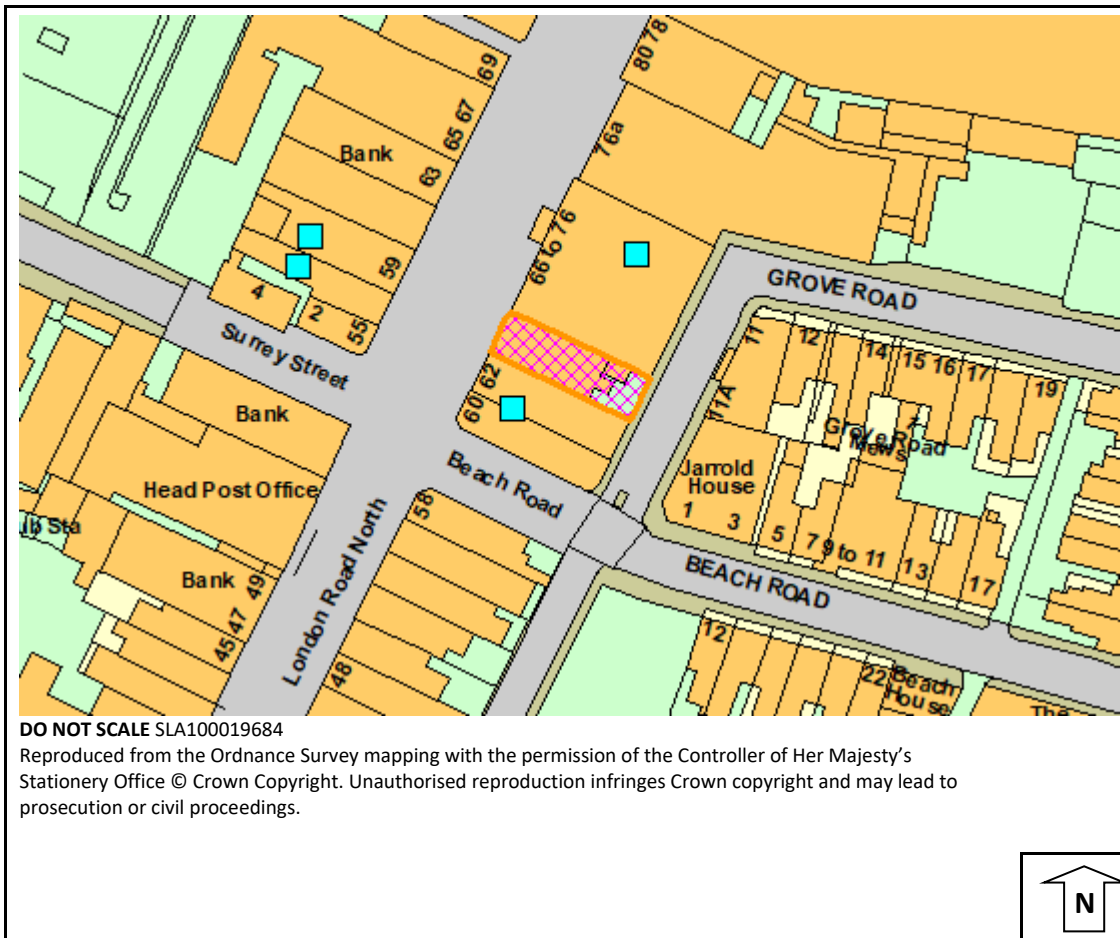 69
80 78
65 67
76a
Bank
63
66 to 76
59
4
2
55
Surrey Street
GROVE ROAD
11
12
14
15
16
17
19
11A
Grove Road
Mews
7
62
60
Bank
Beach Road
Jarrold
House
1
3
5
7
9 to 11
13
17
Head Post Office
58
lib Sta
Bank
49
London Road North
BEACH ROAD
45 47
48
12
22
Beach
House
The
DO NOT SCALE SLA100019684
Reproduced from the Ordnance Survey mapping with the permission of the Controller of Her Majesty’s
Stationery Office © Crown Copyright. Unauthorised reproduction infringes Crown copyright and may lead to
prosecution or civil proceedings.
N